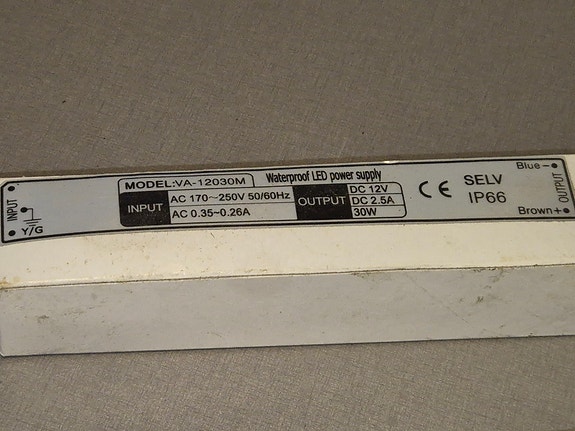 INPUT
Y/G
MODEL:VA-12030M
Waterproof LED power supply
INPUT
AC 170~250V 50/60Hz
AC 0.35~0.26A
OUTPUT
DC 12V
DC 2.5A
30W
CE
SELV
IP66
Blue -
Brown +
OUTPUT